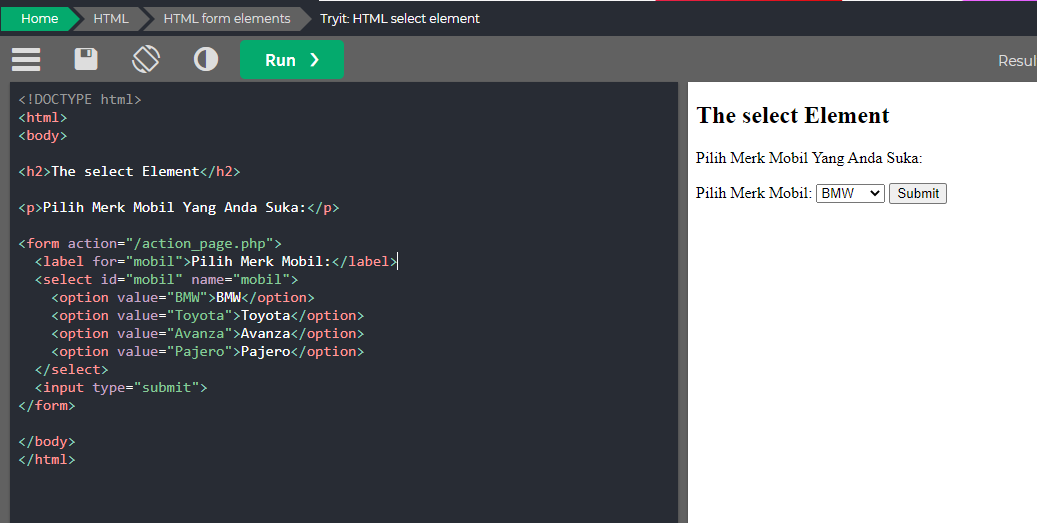 Home HTML HTML form elements Tryit: HTML select element
Run ❯
Resul
<!DOCTYPE html>
<html>
<body>
<h2>The select Element</h2>
<p>Pilih Merk Mobil Yang Anda Suka:</p>
<form action="/action_page.php">
<label for="mobil">Pilih Merk Mobil:</label>
<select id="mobil" name="mobil">
<option value="BMW">BMW</option>
<option value="Toyota">Toyota</option>
<option value="Avanza">Avanza</option>
<option value="Pajero">Pajero</option>
</select>
<input type="submit">
</form>
</body>
</html>
The select Element
Pilih Merk Mobil Yang Anda Suka:
Pilih Merk Mobil: BMW Submit